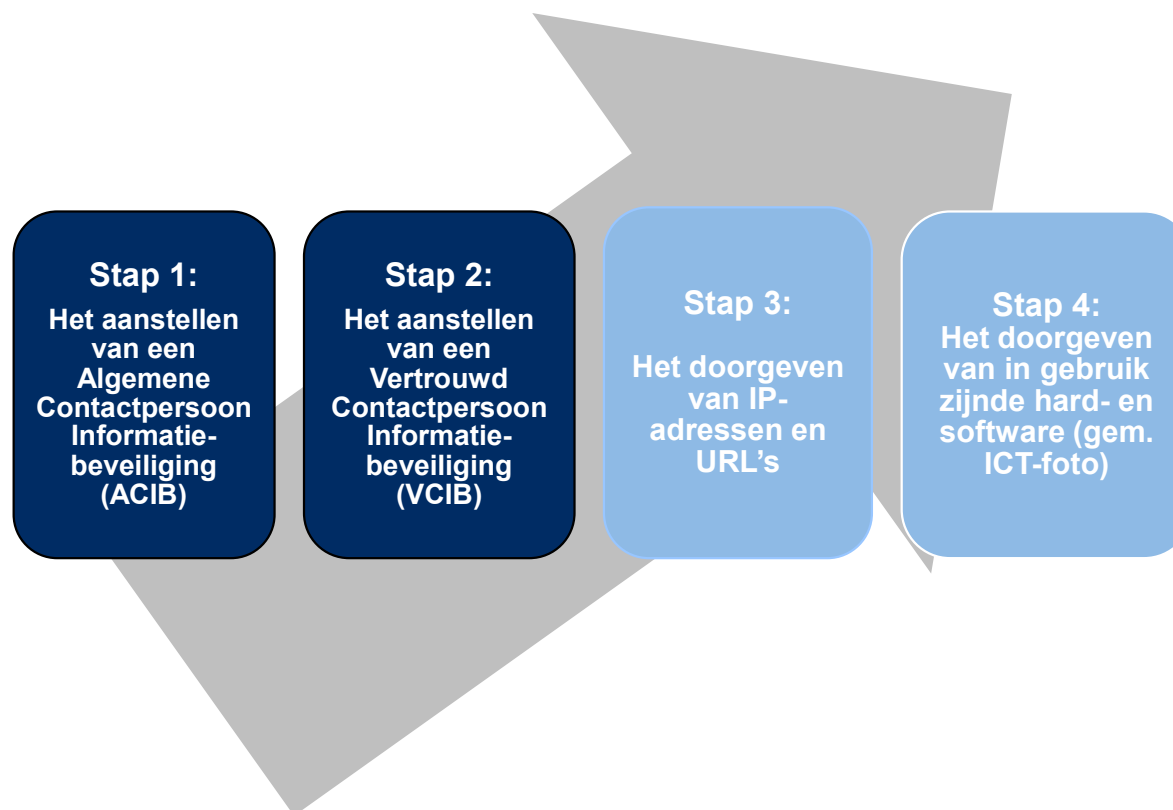 Stap 1:
Het aanstellen
van een
Algemene
Contactpersoon
Informatie-
beveiliging
(ACIB)
Stap 2:
Het aanstellen
van een
Vertrouwd
Contactpersoon
Informatie-
beveiliging
(VCIB)
Stap 3:
Het doorgeven
van IP-
adressen en
URL’s
Stap 4:
Het doorgeven
van in gebruik
zijnde hard- en
software (gem.
ICT-foto)